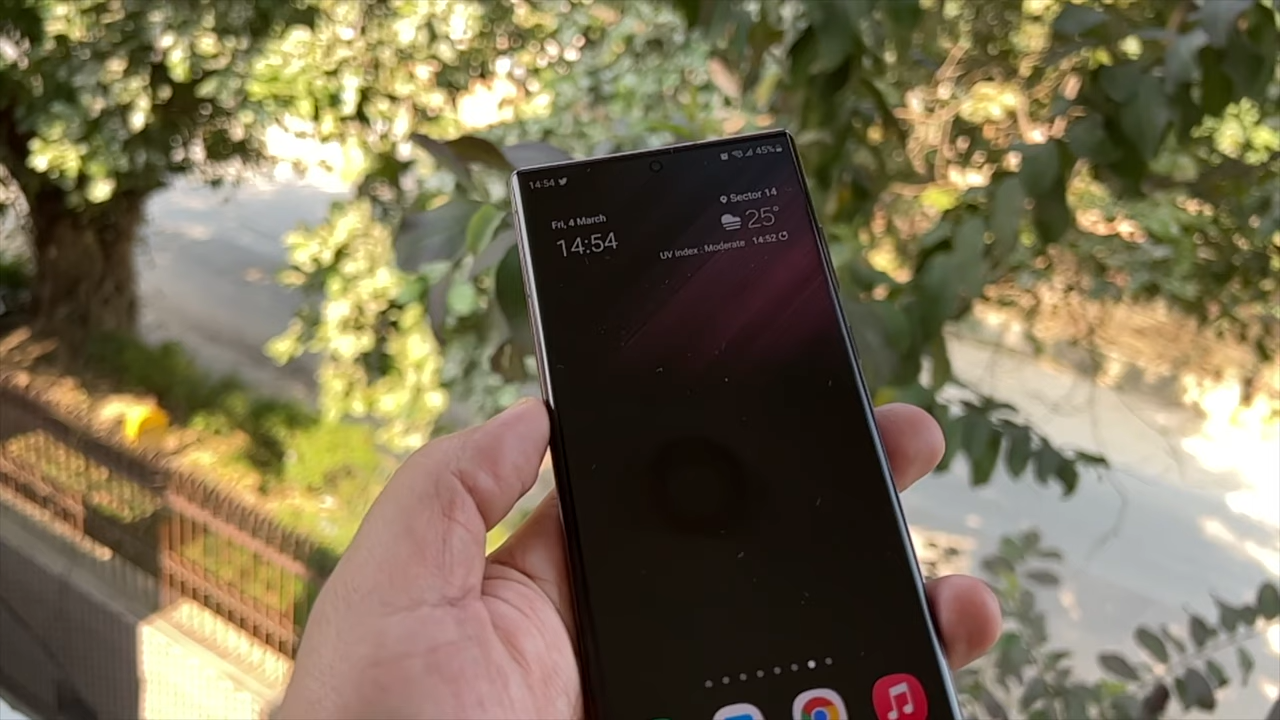 14:54
45%
Fri, 4 March
14:54
Sector 14
25°
UV index : Moderate 14:52